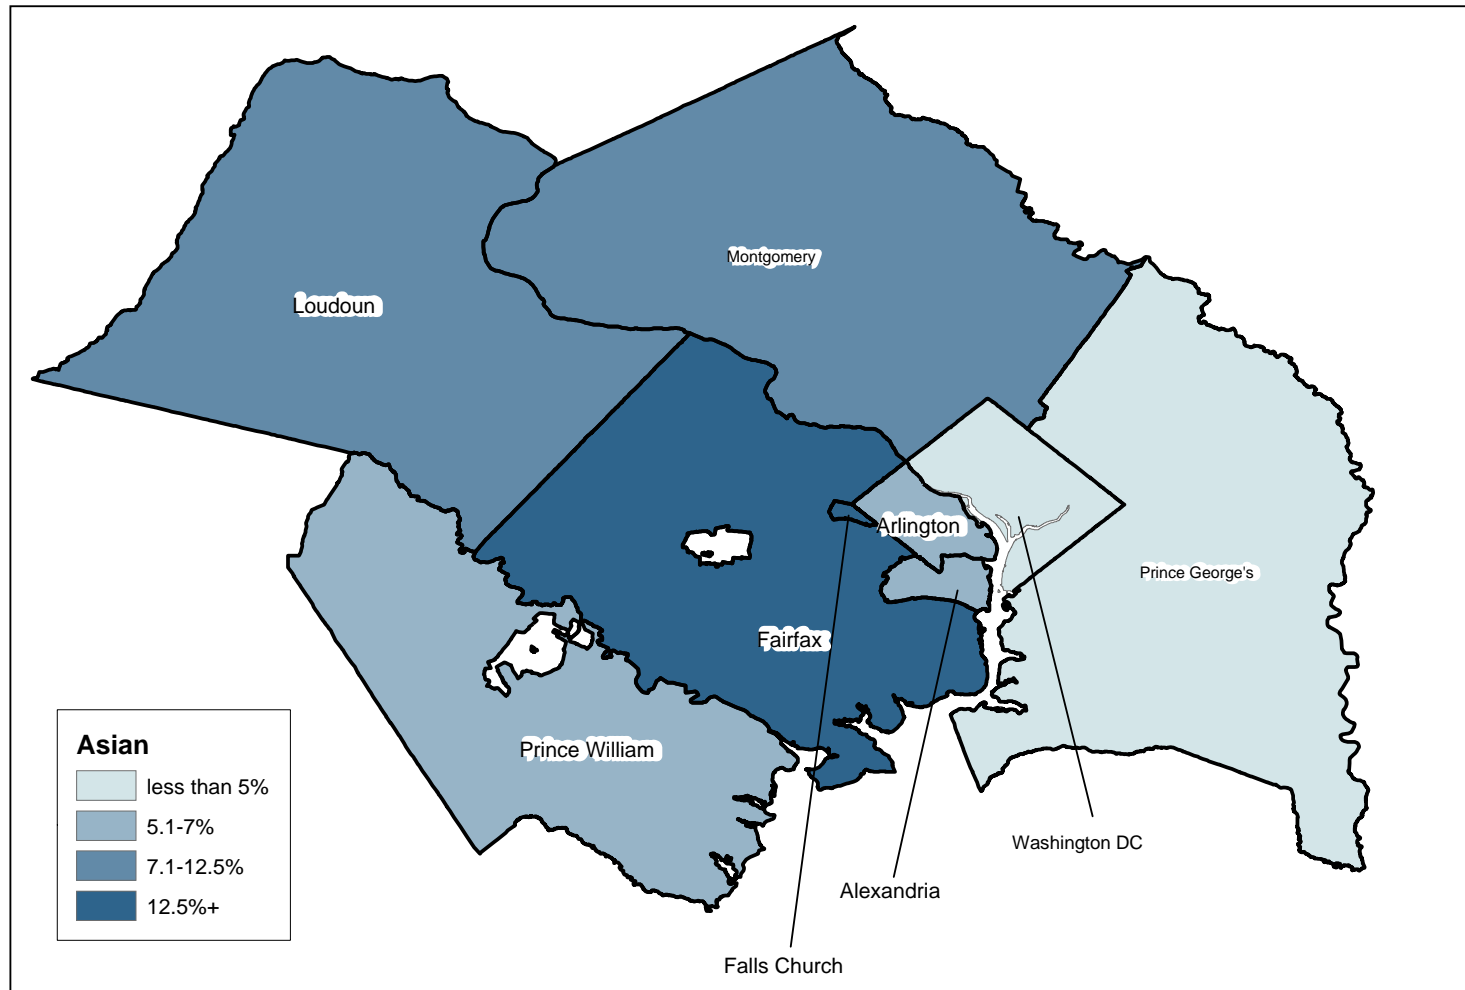 Montgomery
Loudoun
Arlington
Prince George's
Fairfax
Prince William
Asian
less than 5%
5.1-7%
7.1-12.5%
12.5%+
Washington DC
Alexandria
Falls Church